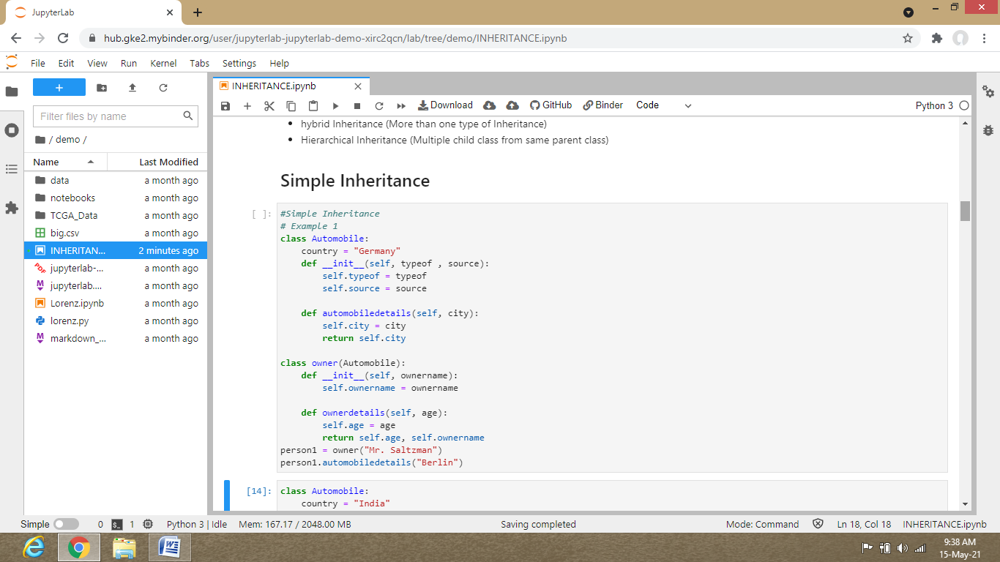 JupyterLab
hub.gke2.mybinder.org/user/jupyterlab-jupyterlab-demo-xirc2qcn/lab/tree/demo/INHERITANCE.ipynb
File Edit View Run Kernel Tabs Settings Help
INHERITANCE.ipynb
Download GitHub Binder Code Python 3
Filter files by name
/ demo /
Name Last Modified
data a month ago
notebooks a month ago
TCGA_Data a month ago
big.csv a month ago
INHERITAN... 2 minutes ago
jupyterlab-... a month ago
jupyterlab.... a month ago
Lorenz.ipynb a month ago
lorenz.py a month ago
markdown_... a month ago
• hybrid Inheritance (More than one type of Inheritance)
• Hierarchical Inheritance (Multiple child class from same parent class)
Simple Inheritance
[ ]: #Simple Inheritance
# Example 1
class Automobile:
    country = "Germany"
    def __init__(self, typeof , source):
        self.typeof = typeof
        self.source = source

    def automobiledetails(self, city):
        self.city = city
        return self.city

class owner(Automobile):
    def __init__(self, ownername):
        self.ownername = ownername

    def ownerdetails(self, age):
        self.age = age
        return self.age, self.ownername
person1 = owner("Mr. Saltzman")
person1.automobiledetails("Berlin")
[14]: class Automobile:
    country = "India"
Simple 0 $_ 1 Python 3 | Idle Mem: 167.17 / 2048.00 MB Saving completed Mode: Command Ln 18, Col 18 INHERITANCE.ipynb
9:38 AM
15-May-21